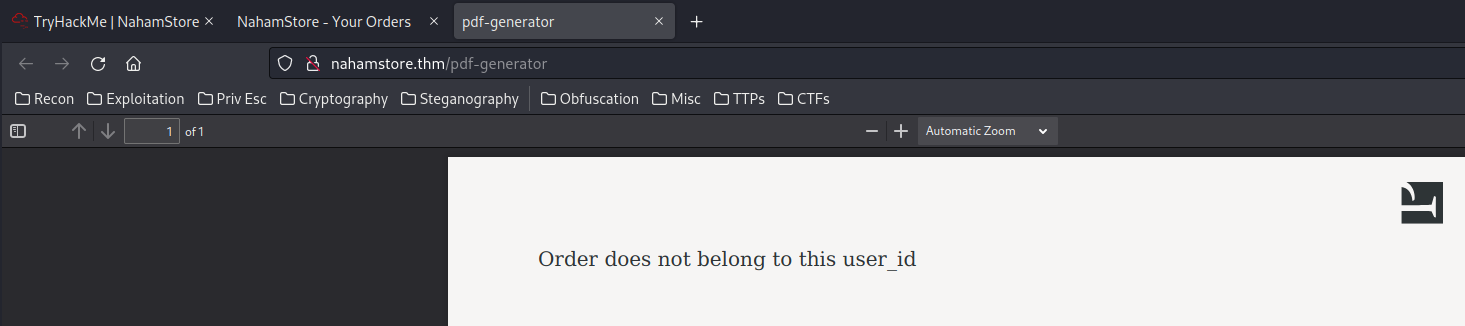 TryHackMe | NahamStore
NahamStore - Your Orders
pdf-generator
nahamstore.thm/pdf-generator
Recon Exploitation Priv Esc Cryptography Steganography Obfuscation Misc TTPs CTFs
1 of 1 Automatic Zoom
Order does not belong to this user_id